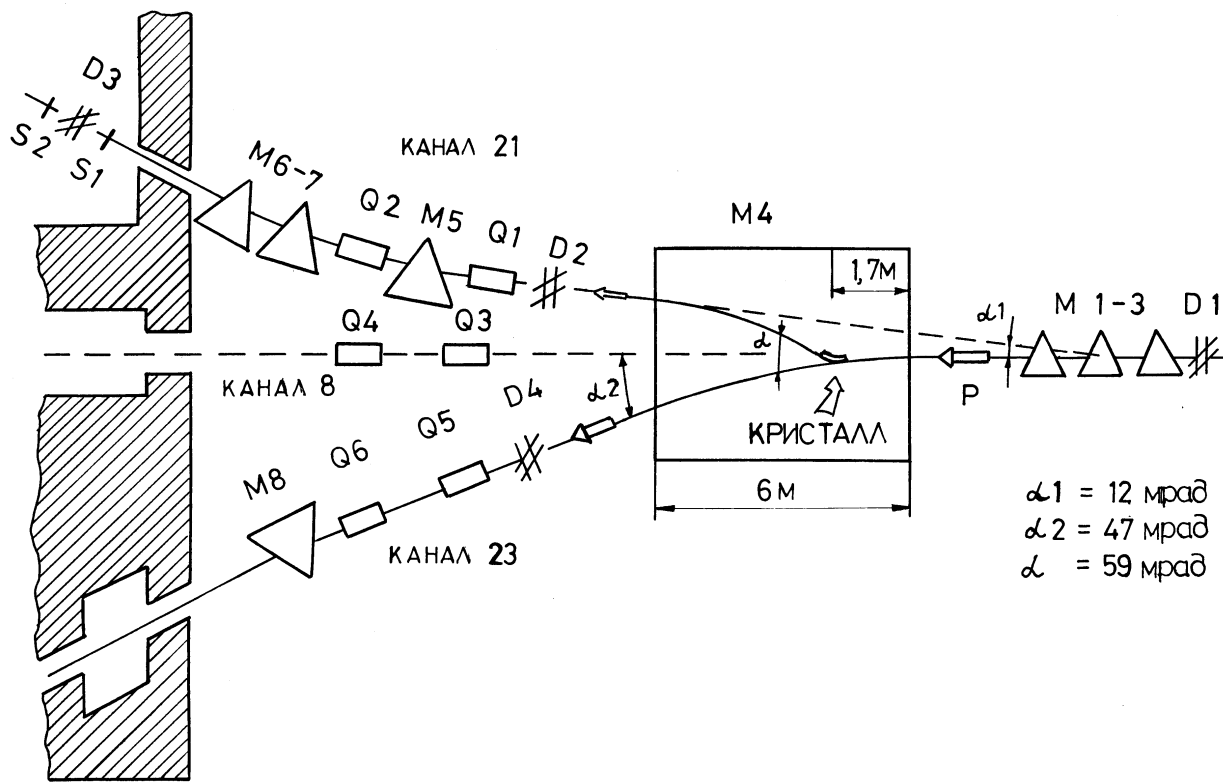 D3
S2
S1
КАНАЛ 21
M6-7
Q2
M5
Q1
D2
M4
1,7м
α1
M 1-3
D1
Q4
Q3
α
КАНАЛ 8
α2
P
D4
КРИСТАЛЛ
Q5
Q6
M8
6м
КАНАЛ 23
α1 = 12 мрад
α2 = 47 мрад
α = 59 мрад